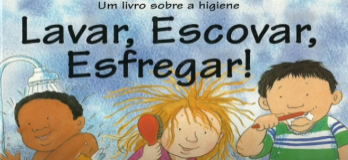 Um livro sobre a higiene
Lavar, Escovar,
Esfregar!